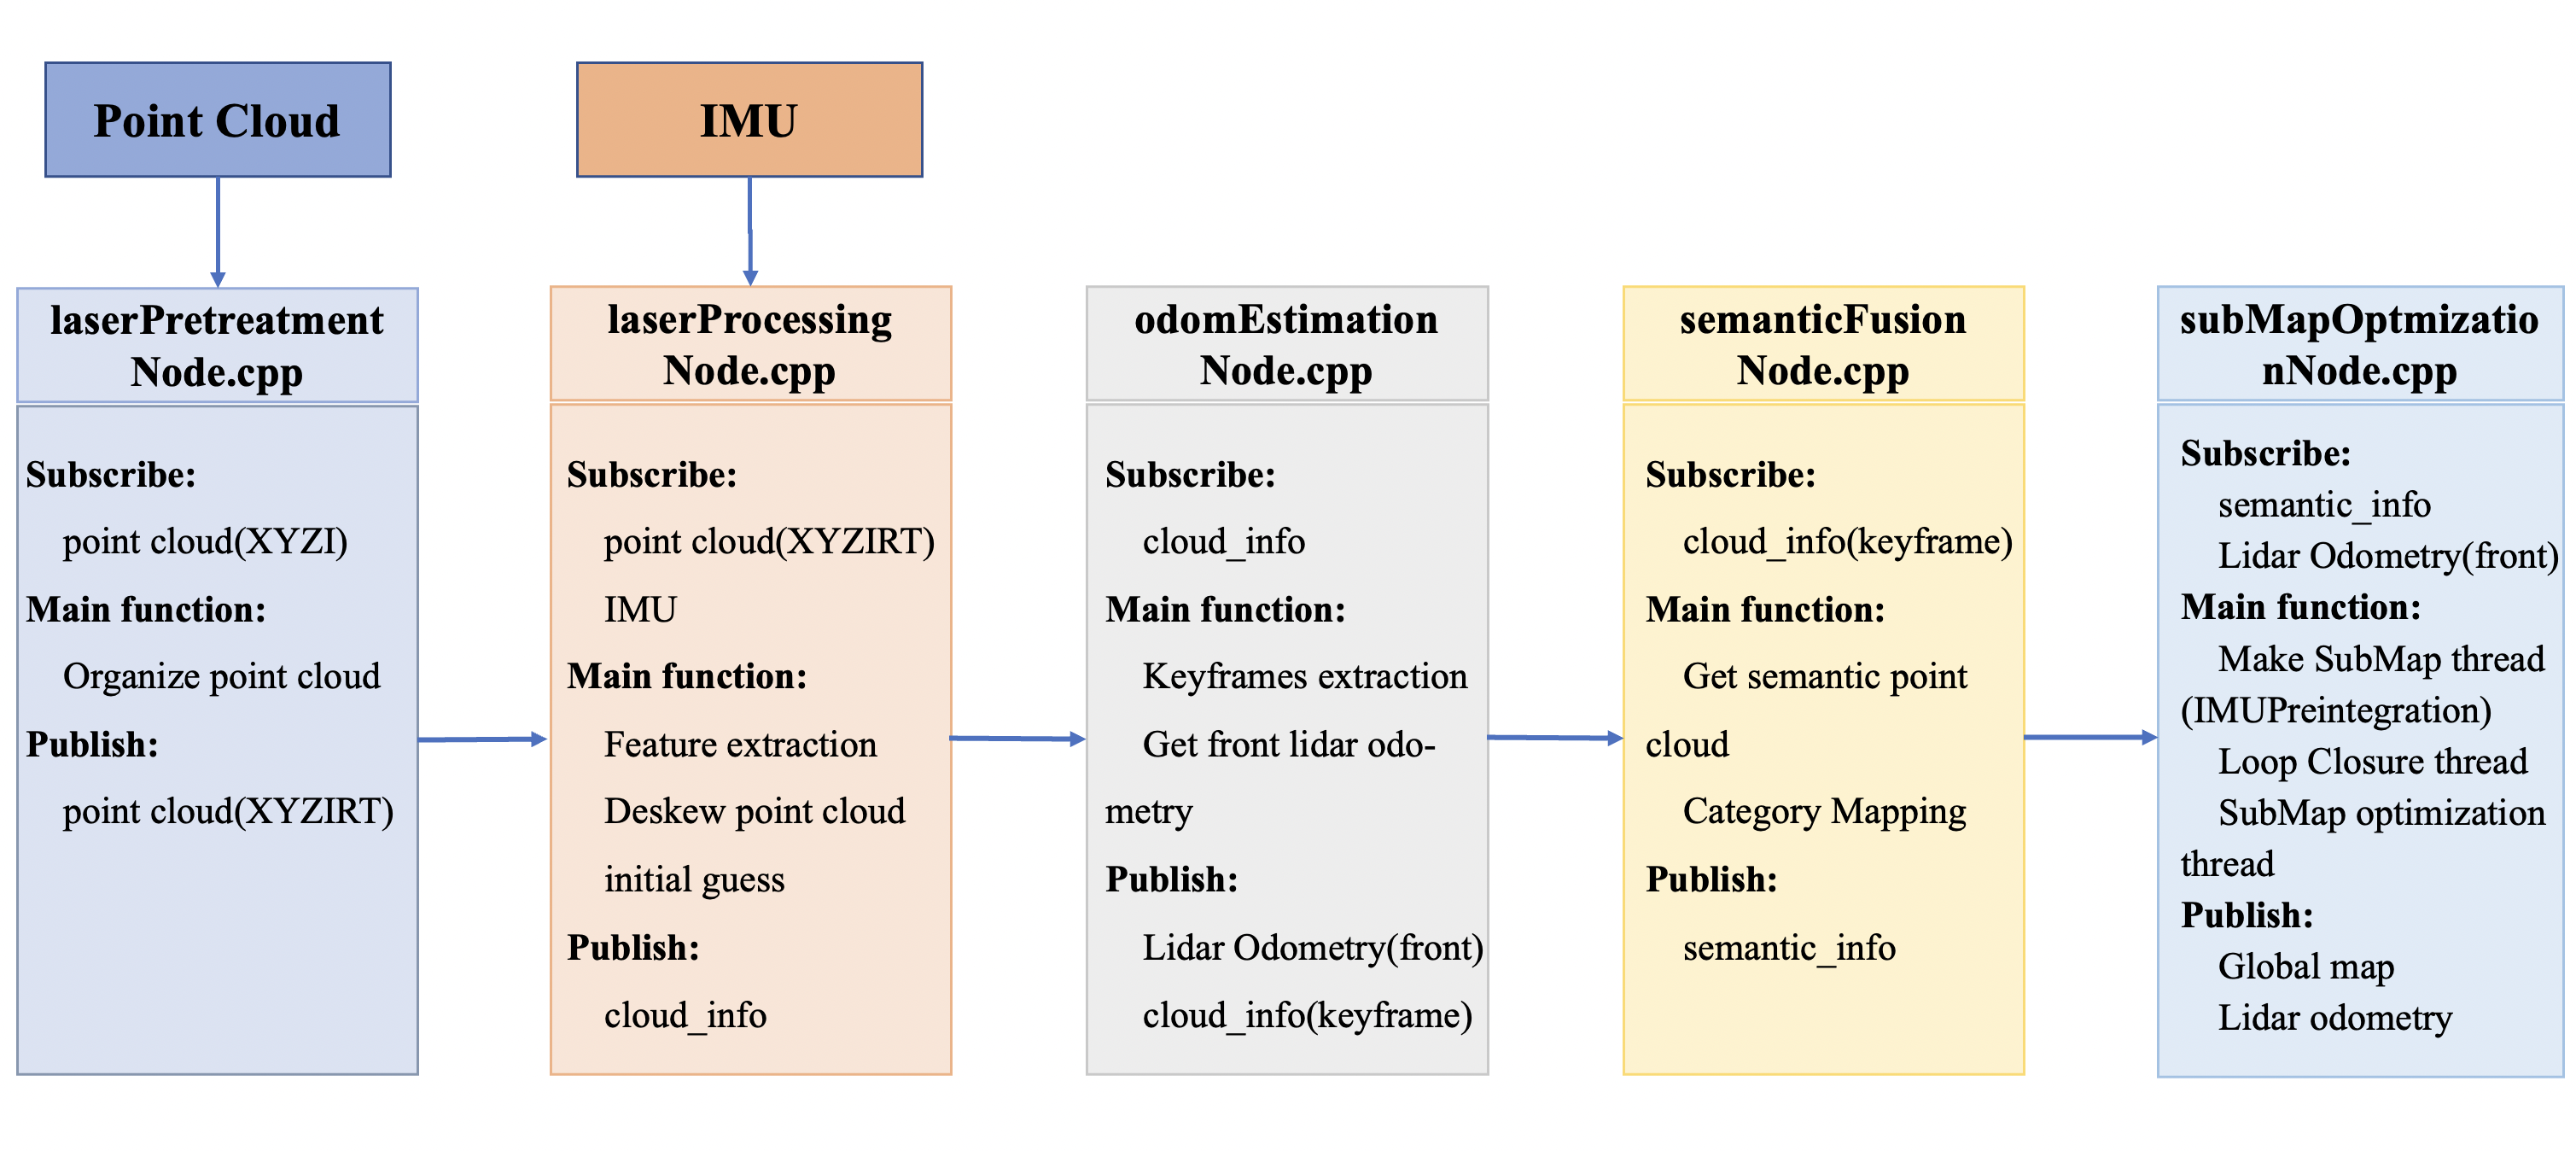 Point Cloud
IMU
laserPretreatment
Node.cpp
Subscribe:
point cloud(XYZI)
Main function:
Organize point cloud
Publish:
point cloud(XYZIRT)
laserProcessing
Node.cpp
Subscribe:
point cloud(XYZIRT)
IMU
Main function:
Feature extraction
Deskew point cloud
initial guess
Publish:
cloud_info
odomEstimation
Node.cpp
Subscribe:
cloud_info
Main function:
Keyframes extraction
Get front lidar odo-
metry
Publish:
Lidar Odometry(front)
cloud_info(keyframe)
semanticFusion
Node.cpp
Subscribe:
cloud_info(keyframe)
Main function:
Get semantic point
cloud
Category Mapping
Publish:
semantic_info
subMapOptmizatio
nNode.cpp
Subscribe:
semantic_info
Lidar Odometry(front)
Main function:
Make SubMap thread
(IMUPreintegration)
Loop Closure thread
SubMap optimization
thread
Publish:
Global map
Lidar odometry